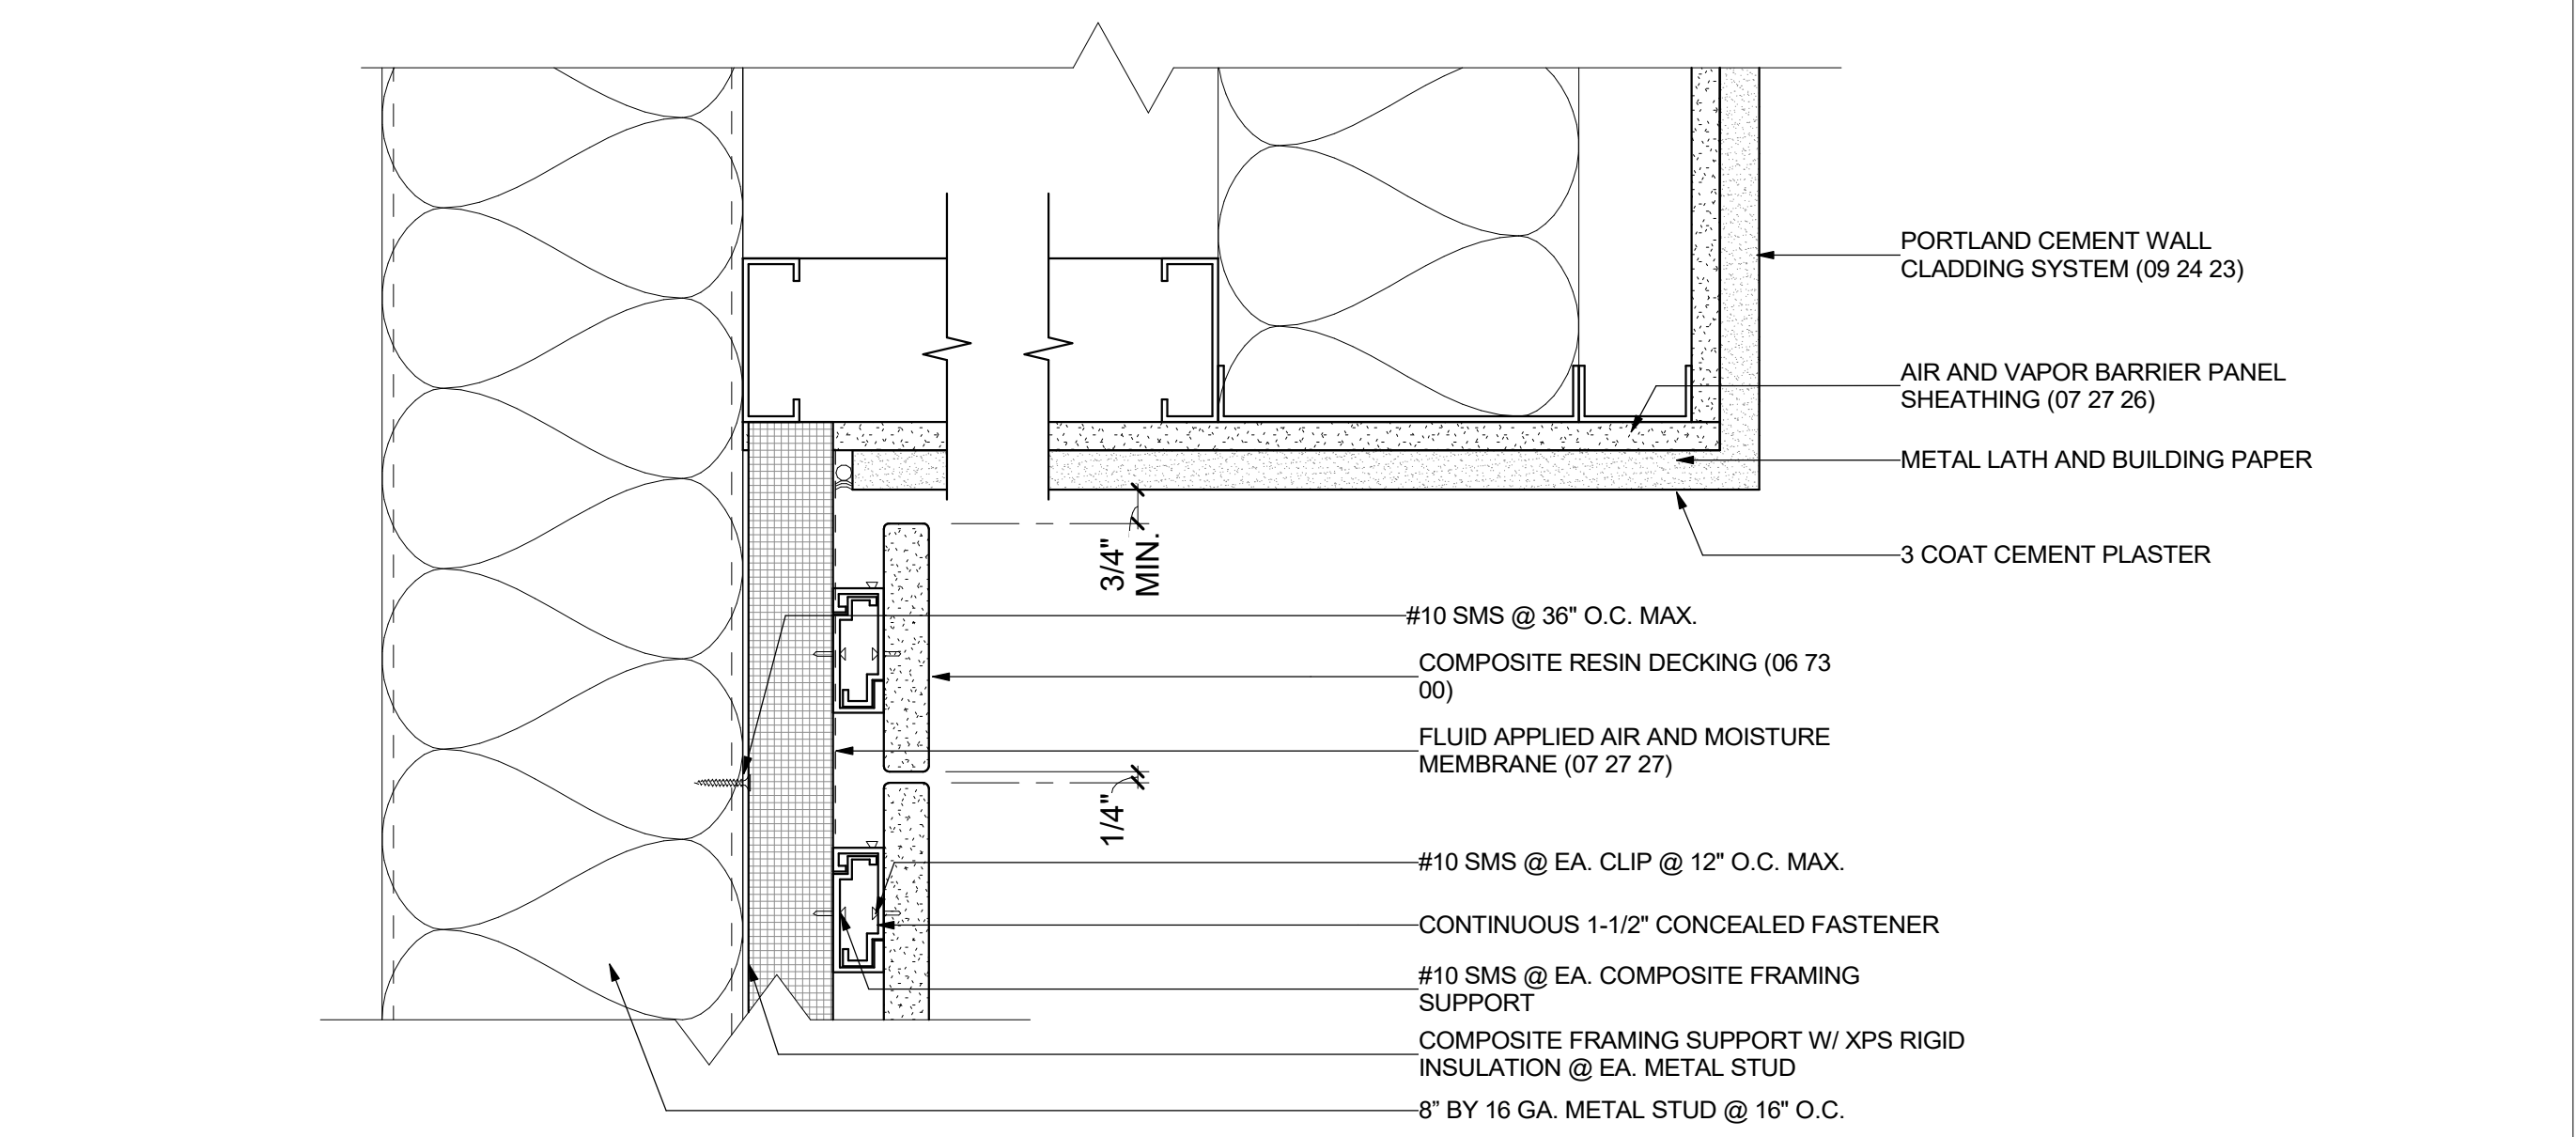 PORTLAND CEMENT WALL
CLADDING SYSTEM (09 24 23)
AIR AND VAPOR BARRIER PANEL
SHEATHING (07 27 26)
METAL LATH AND BUILDING PAPER
3 COAT CEMENT PLASTER
3/4"
MIN.
#10 SMS @ 36" O.C. MAX.
COMPOSITE RESIN DECKING (06 73
00)
FLUID APPLIED AIR AND MOISTURE
MEMBRANE (07 27 27)
1/4"
#10 SMS @ EA. CLIP @ 12" O.C. MAX.
CONTINUOUS 1-1/2" CONCEALED FASTENER
#10 SMS @ EA. COMPOSITE FRAMING
SUPPORT
COMPOSITE FRAMING SUPPORT W/ XPS RIGID
INSULATION @ EA. METAL STUD
8” BY 16 GA. METAL STUD @ 16" O.C.